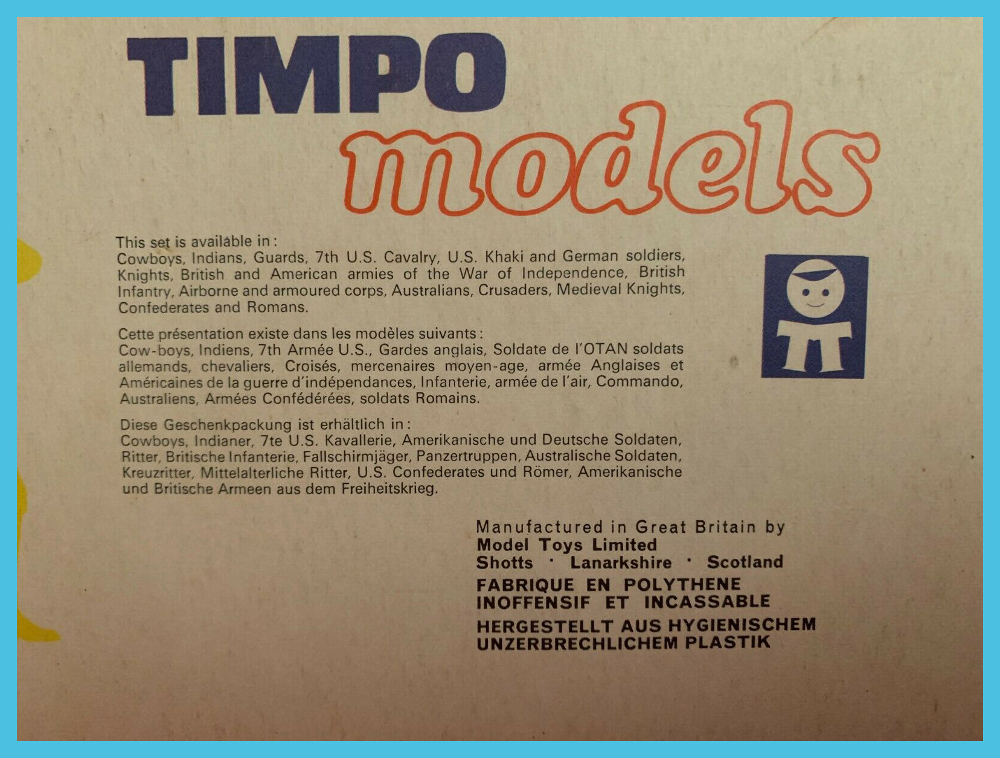 TIMPO
models
This set is available in:
Cowboys, Indians, Guards, 7th U.S. Cavalry, U.S. Khaki and German soldiers,
Knights, British and American armies of the War of Independence, British
Infantry, Airborne and armoured corps, Australians, Crusaders, Medieval Knights,
Confederates and Romans.
Cette présentation existe dans les modèles suivants:
Cow-boys, Indiens, 7th Armée U.S., Gardes anglais, Soldate de l'OTAN soldats
allemands, chevaliers, Croisés, mercenaires moyen-age, armée Anglaises et
Américaines de la guerre d'indépendances, Infanterie, armée de l'air, Commando,
Australiens, Armées Confédérées, soldats Romains.
Diese Geschenkpackung ist erhältlich in:
Cowboys, Indianer, 7te U.S. Kavallerie, Amerikanische und Deutsche Soldaten,
Ritter, Britische Infanterie, Fallschirmjäger, Panzertruppen, Australische Soldaten,
Kreuzritter, Mittelalterliche Ritter, U.S. Confederates und Römer, Amerikanische
und Britische Armeen aus dem Freiheitskrieg.
Manufactured in Great Britain by
Model Toys Limited
Shotts · Lanarkshire · Scotland
FABRIQUE EN POLYTHENE
INOFFENSIF ET INCASSABLE
HERGESTELLT AUS HYGIENISCHEM
UNZERBRECHLICHEM PLASTIK